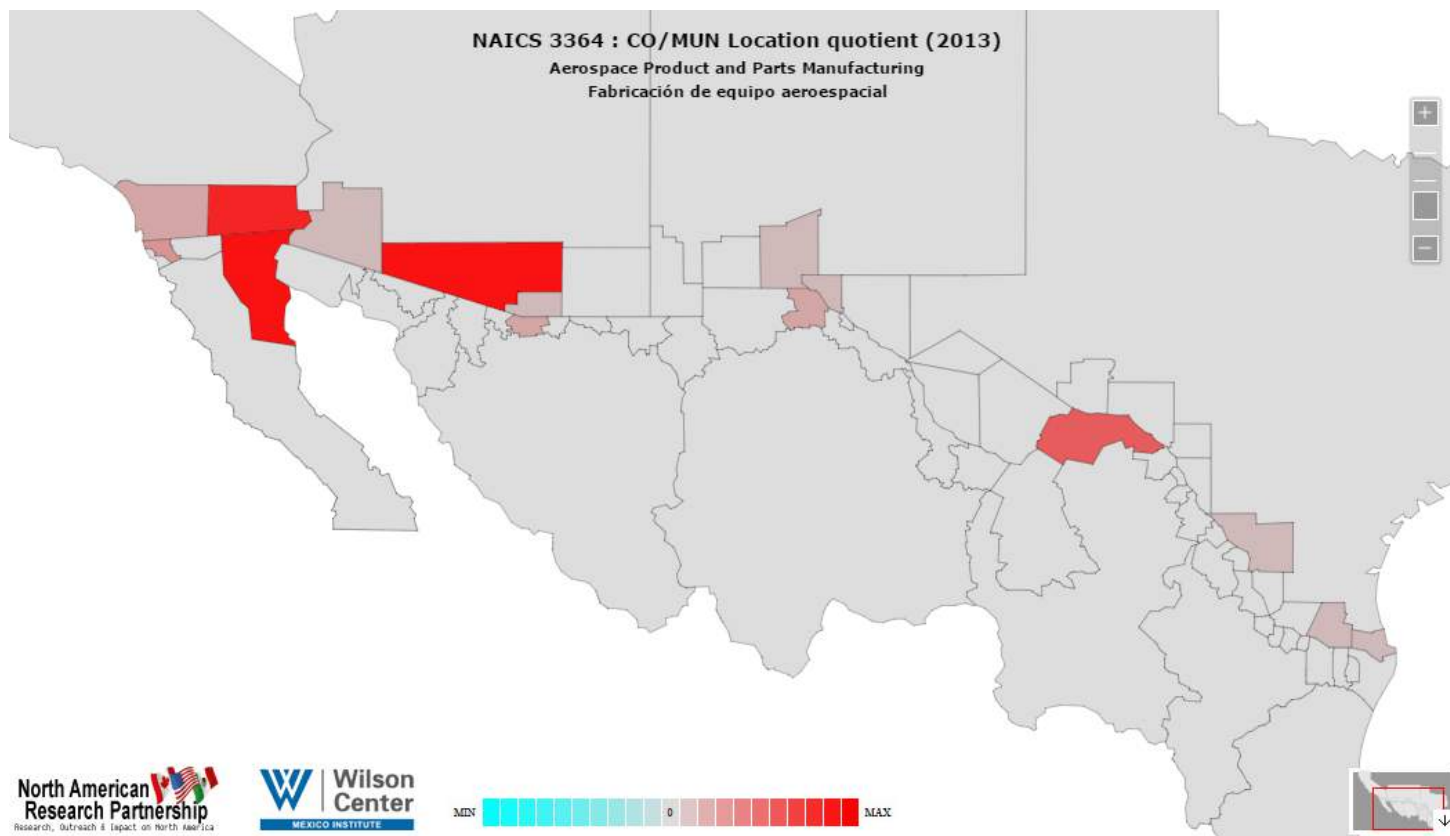 NAICS 3364 : CO/MUN Location quotient (2013)
Aerospace Product and Parts Manufacturing
Fabricación de equipo aeroespacial
+
−
North American
Research Partnership
Research, Outreach & Impact on North America
W
Wilson
Center
MEXICO INSTITUTE
MIN 0 MAX